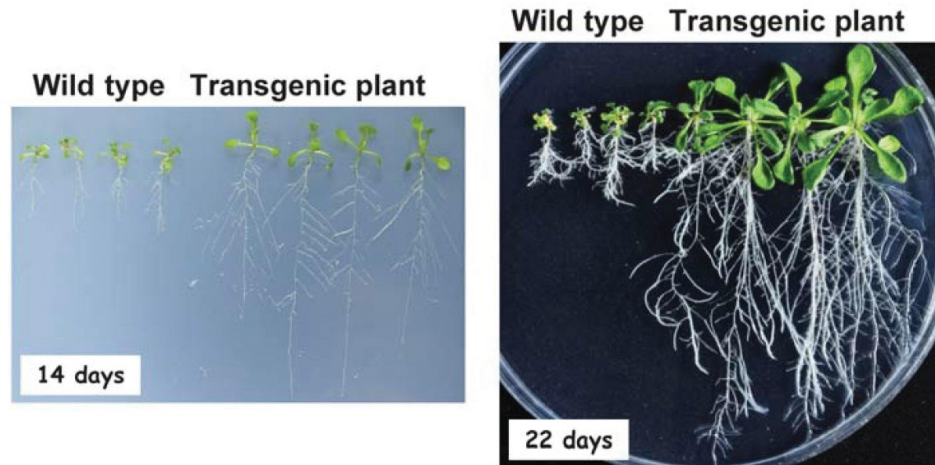 Wild type Transgenic plant
14 days
Wild type Transgenic plant
22 days